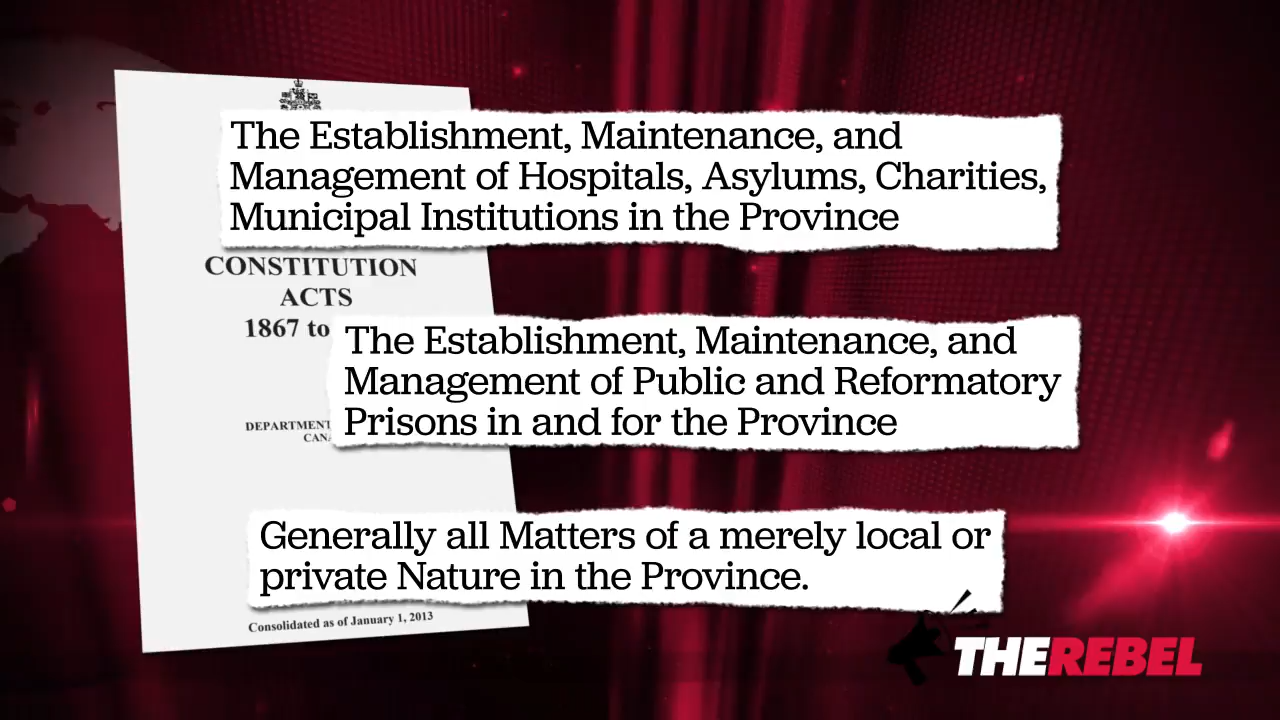 The Establishment, Maintenance, and
Management of Hospitals, Asylums, Charities,
Municipal Institutions in the Province
CONSTITUTION
ACTS
1867 to
The Establishment, Maintenance, and
Management of Public and Reformatory
Prisons in and for the Province
DEPARTMENT
CANA
Generally all Matters of a merely local or
private Nature in the Province.
Consolidated as of January 1, 2013
THEREBEL